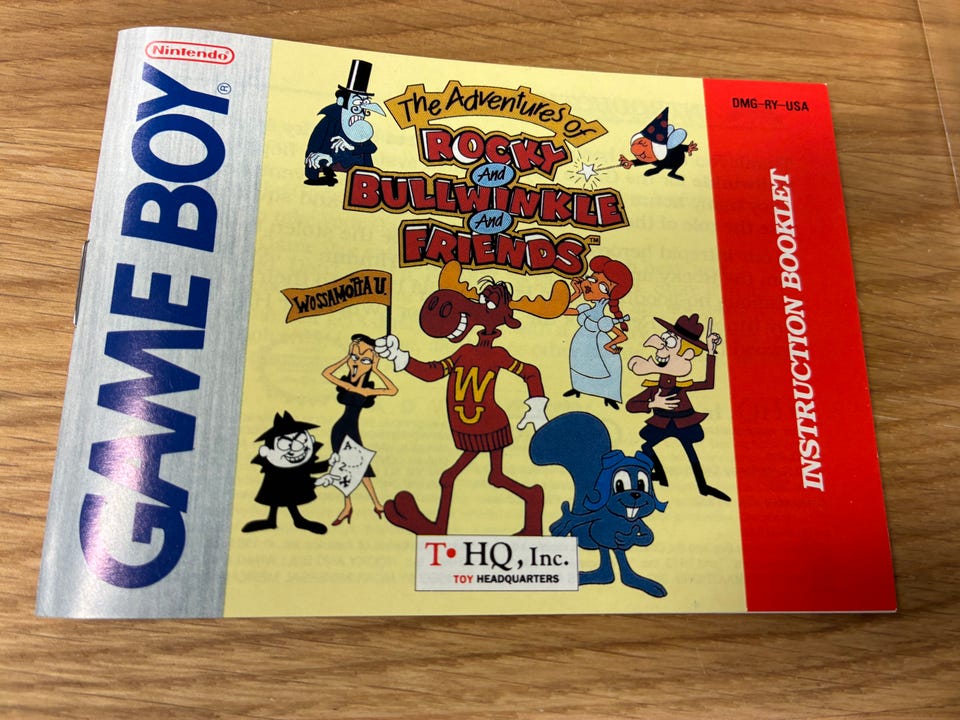 Nintendo
GAME BOY®
The Adventures of
ROCKY
And
BULLWINKLE
And
FRIENDS™
WOSSAMOTTA U.
W
U
T•HQ, Inc.
TOY HEADQUARTERS
DMG-RY-USA
INSTRUCTION BOOKLET